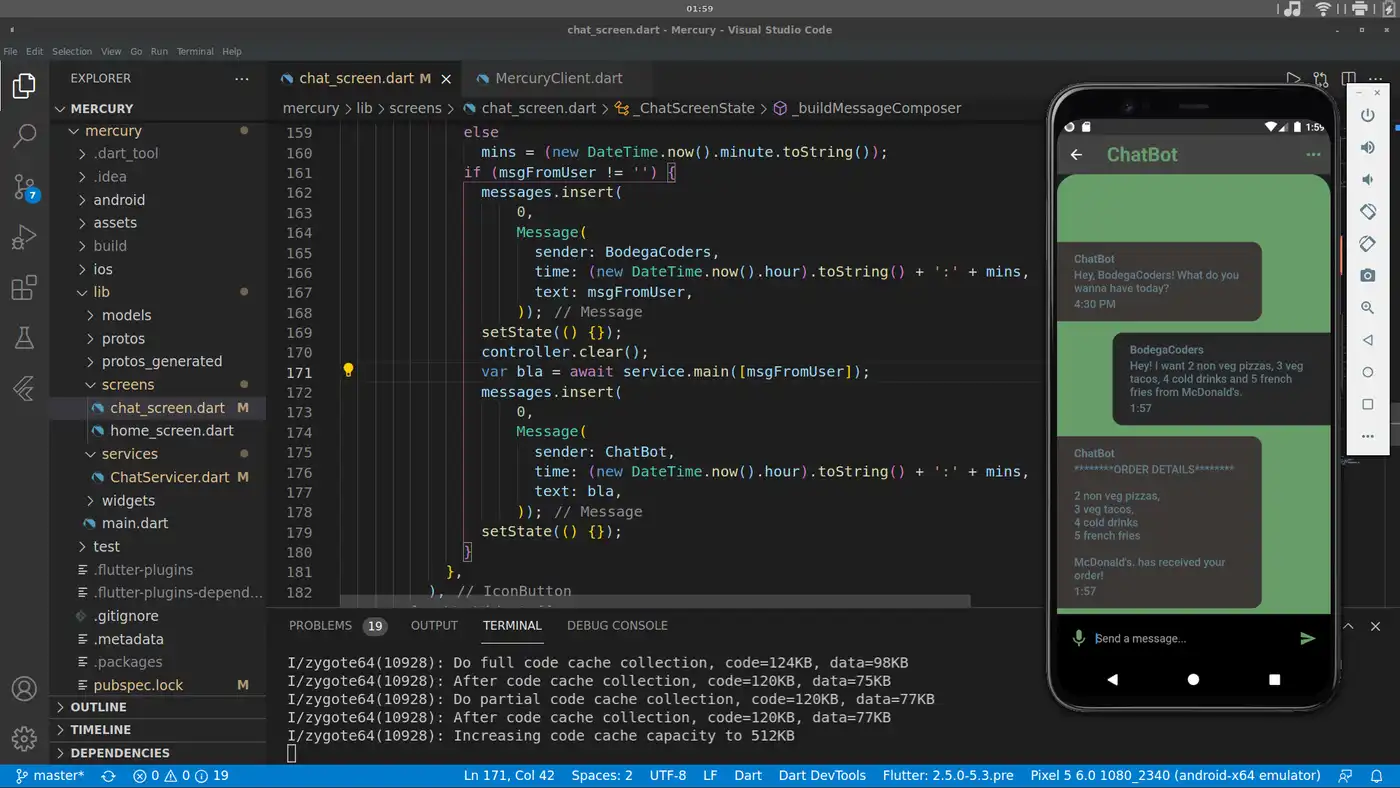 01:59
chat_screen.dart - Mercury - Visual Studio Code
File Edit Selection View Go Run Terminal Help
EXPLORER
MERCURY
mercury
.dart_tool
.idea
android
assets
build
ios
lib
models
protos
protos_generated
screens
chat_screen.dart M
home_screen.dart
services
ChatServicer.dart M
widgets
main.dart
test
.flutter-plugins
.flutter-plugins-depend...
.gitignore
.metadata
.packages
pubspec.lock M
OUTLINE
TIMELINE
DEPENDENCIES
7
chat_screen.dart M
MercuryClient.dart
mercury > lib > screens > chat_screen.dart > _ChatScreenState > _buildMessageComposer
159 else
160 mins = (new DateTime.now().minute.toString());
161 if (msgFromUser != '') {
162 messages.insert(
163 0,
164 Message(
165 sender: BodegaCoders,
166 time: (new DateTime.now().hour).toString() + ':' + mins,
167 text: msgFromUser,
168 )); // Message
169 setState(() {});
170 controller.clear();
171 var bla = await service.main([msgFromUser]);
172 messages.insert(
173 0,
174 Message(
175 sender: ChatBot,
176 time: (new DateTime.now().hour).toString() + ':' + mins,
177 text: bla,
178 )); // Message
179 setState(() {});
180 }
181 },
182 ), // IconButton
PROBLEMS 19 OUTPUT TERMINAL DEBUG CONSOLE
I/zygote64(10928): Do full code cache collection, code=124KB, data=98KB
I/zygote64(10928): After code cache collection, code=120KB, data=75KB
I/zygote64(10928): Do partial code cache collection, code=120KB, data=77KB
I/zygote64(10928): After code cache collection, code=120KB, data=77KB
I/zygote64(10928): Increasing code cache capacity to 512KB
1:59
ChatBot
ChatBot
Hey, BodegaCoders! What do you
wanna have today?
4:30 PM
BodegaCoders
Hey! I want 2 non veg pizzas, 3 veg
tacos, 4 cold drinks and 5 french
fries from McDonald's.
1:57
ChatBot
********ORDER DETAILS********
2 non veg pizzas,
3 veg tacos,
4 cold drinks
5 french fries
McDonald's. has received your
order!
1:57
Send a message...
master* 0 0 19 Ln 171, Col 42 Spaces: 2 UTF-8 LF Dart Dart DevTools Flutter: 2.5.0-5.3.pre Pixel 5 6.0 1080_2340 (android-x64 emulator)